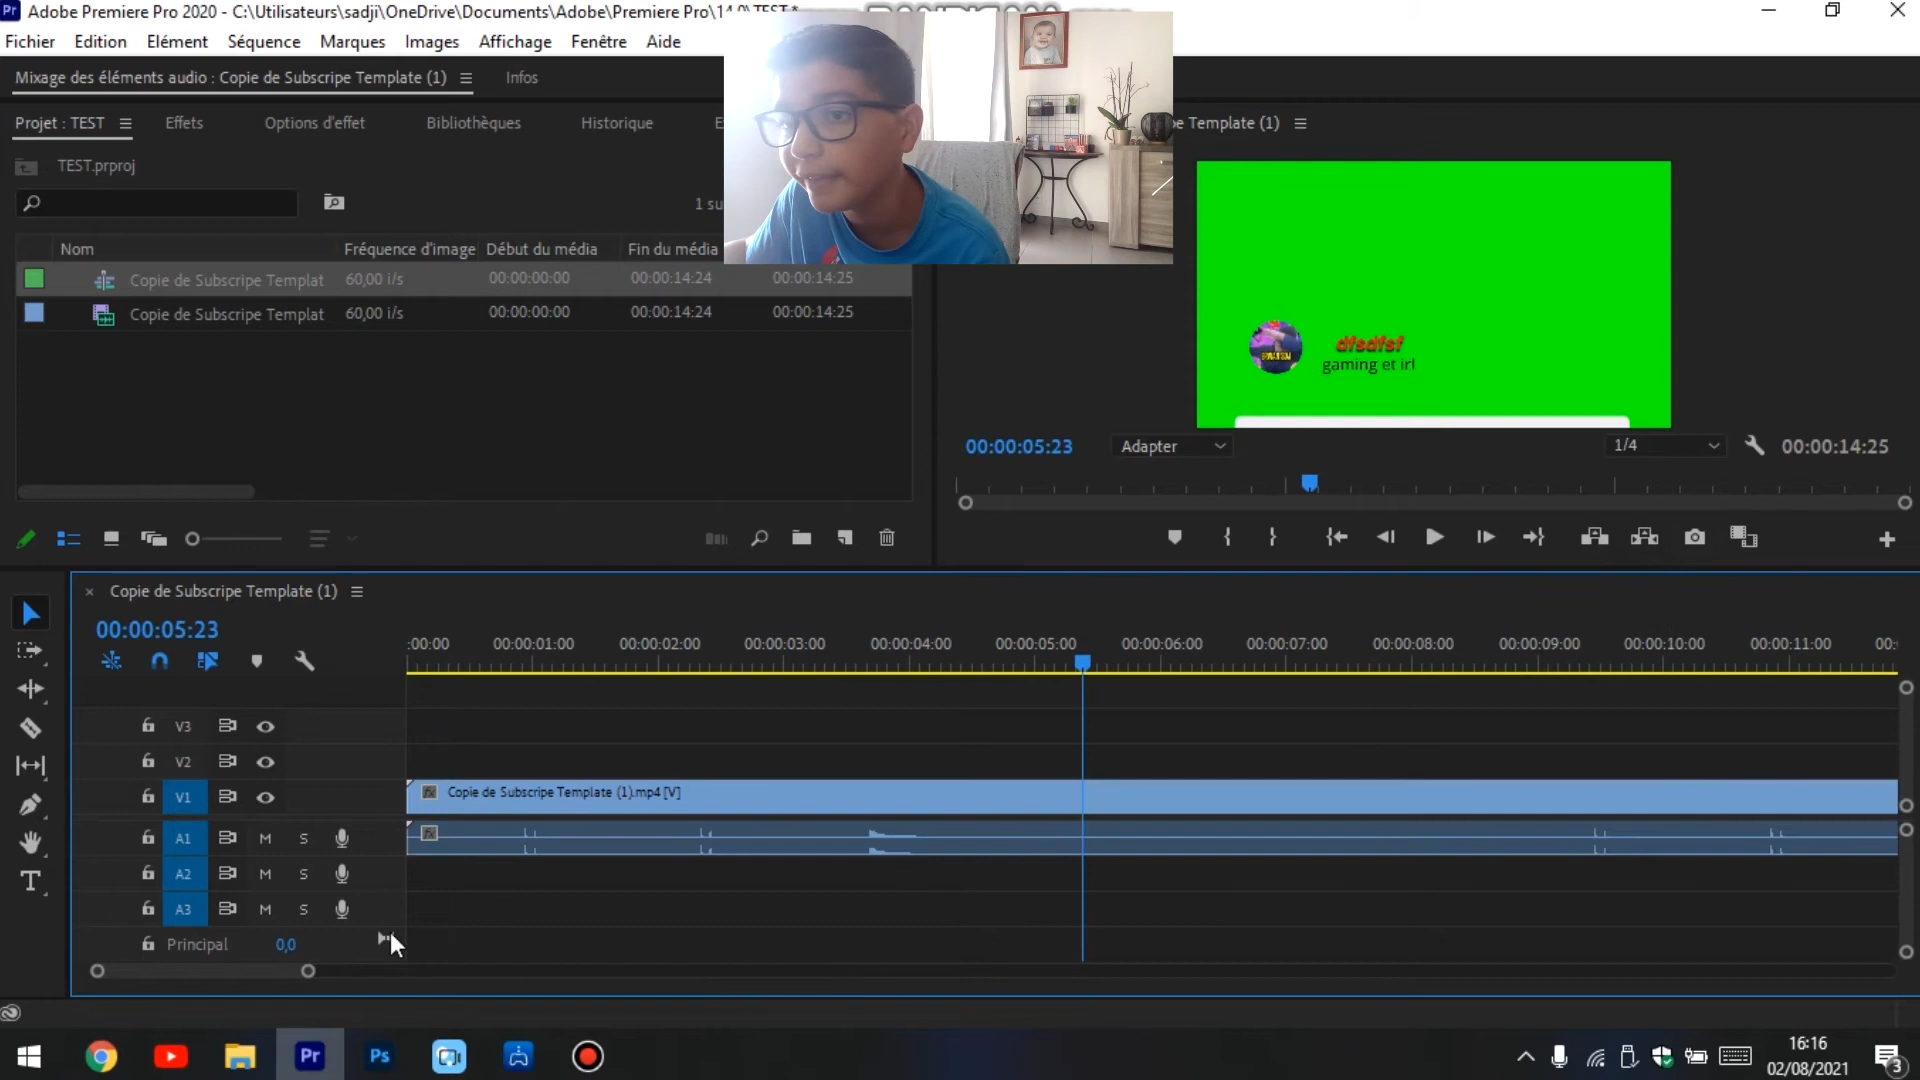 Adobe Premiere Pro 2020 - C:\Utilisateurs\sadji\OneDrive\Documents\Adobe\Premiere Pro\14.0\TEST *
Fichier Edition Elément Séquence Marques Images Affichage Fenêtre Aide
Mixage des éléments audio : Copie de Subscripe Template (1) Infos
Projet : TEST Effets Options d'effet Bibliothèques Historique
pe Template (1)
TEST.prproj
1 su
Nom Fréquence d'image Début du média Fin du média
Copie de Subscripe Templat 60,00 i/s 00:00:00:00 00:00:14:24 00:00:14:25
Copie de Subscripe Templat 60,00 i/s 00:00:00:00 00:00:14:24 00:00:14:25
dfsdfsf
gaming et irl
00:00:05:23 Adapter 1/4 00:00:14:25
Copie de Subscripe Template (1)
00:00:05:23
:00:00 00:00:01:00 00:00:02:00 00:00:03:00 00:00:04:00 00:00:05:00 00:00:06:00 00:00:07:00 00:00:08:00 00:00:09:00 00:00:10:00 00:00:11:00 00:
V3
V2
V1 fx Copie de Subscripe Template (1).mp4 [V]
A1 M S fx
A2 M S
A3 M S
Principal 0,0
T
Pr Ps
16:16
02/08/2021
3